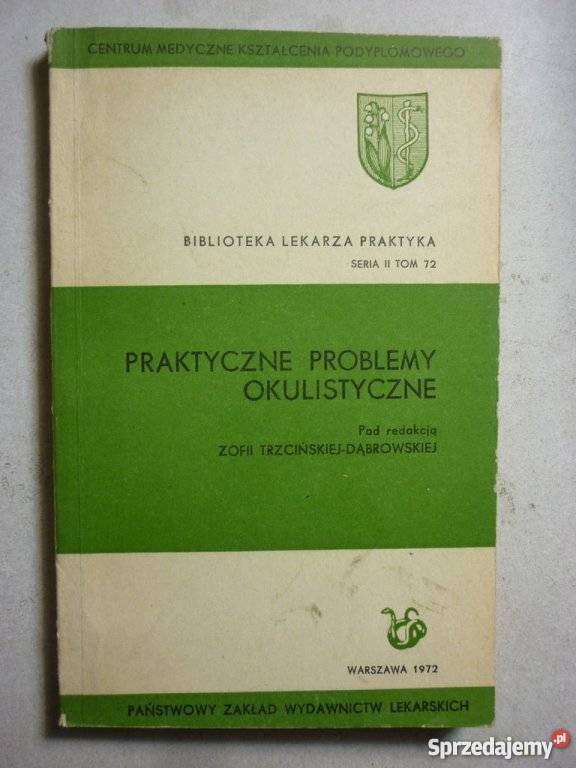 CENTRUM MEDYCZNE KSZTAŁCENIA PODYPLOMOWEGO
BIBLIOTEKA LEKARZA PRAKTYKA
SERIA II TOM 72
PRAKTYCZNE PROBLEMY
OKULISTYCZNE
Pod redakcją
ZOFII TRZCIŃSKIEJ-DĄBROWSKIEJ
WARSZAWA 1972
PAŃSTWOWY ZAKŁAD WYDAWNICTW LEKARSKICH
Sprzedajemy.pl